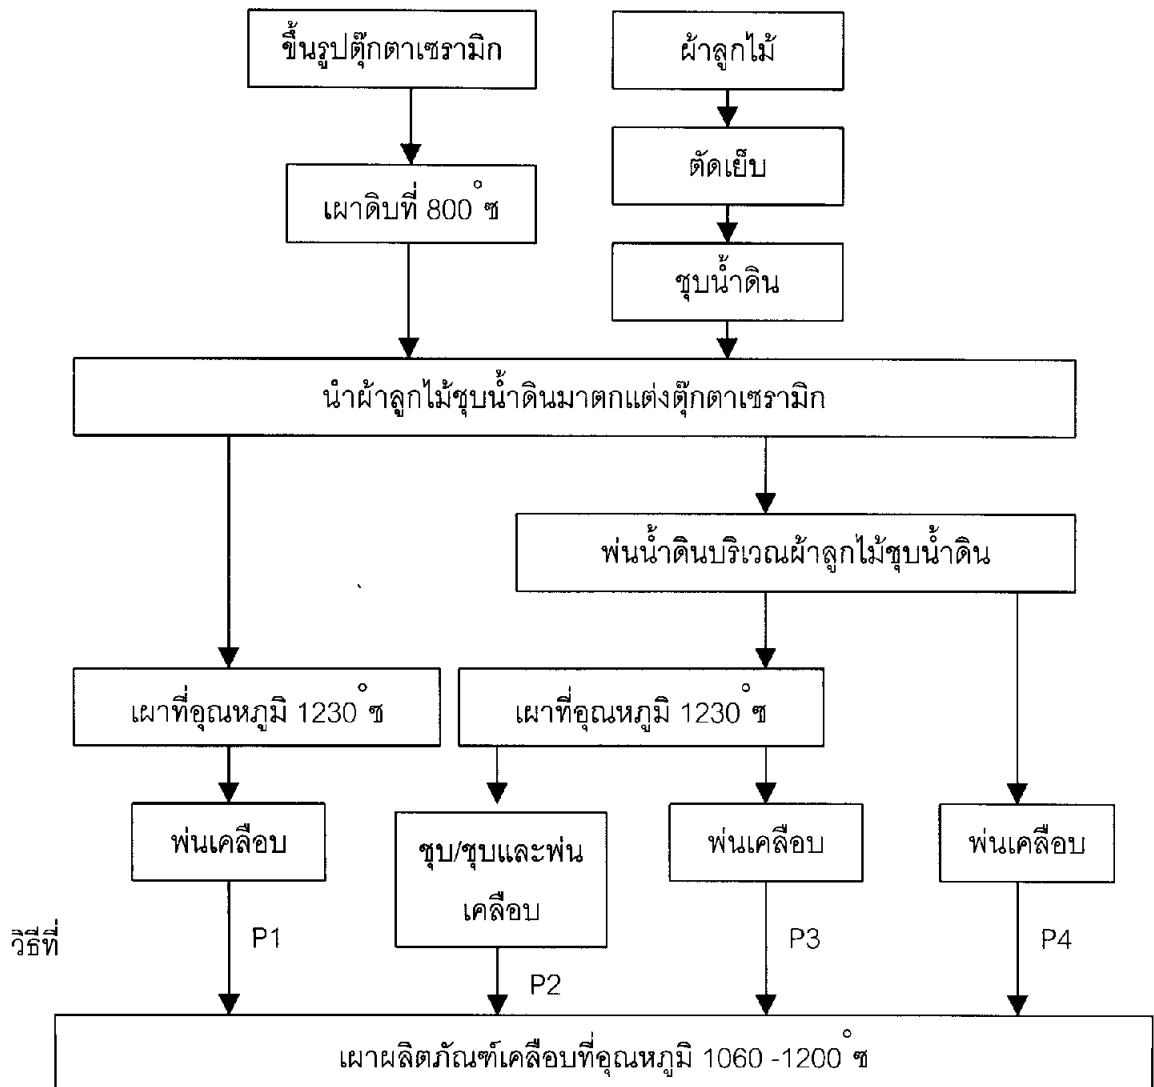 ขึ้นรูปตุ๊กตาเซรามิก
ผ้าลูกไม้
ตัดเย็บ
เผาดิบที่ 800 °ซ
ชุบน้ำดิน
นำผ้าลูกไม้ชุบน้ำดินมาตกแต่งตุ๊กตาเซรามิก
พ่นน้ำดินบริเวณผ้าลูกไม้ชุบน้ำดิน
เผาที่อุณหภูมิ 1230 °ซ
เผาที่อุณหภูมิ 1230 °ซ
พ่นเคลือบ
ชุบ/ชุบและพ่น
เคลือบ
พ่นเคลือบ
พ่นเคลือบ
วิธีที่
P1
P2
P3
P4
เผาผลิตภัณฑ์เคลือบที่อุณหภูมิ 1060 -1200 °ซ